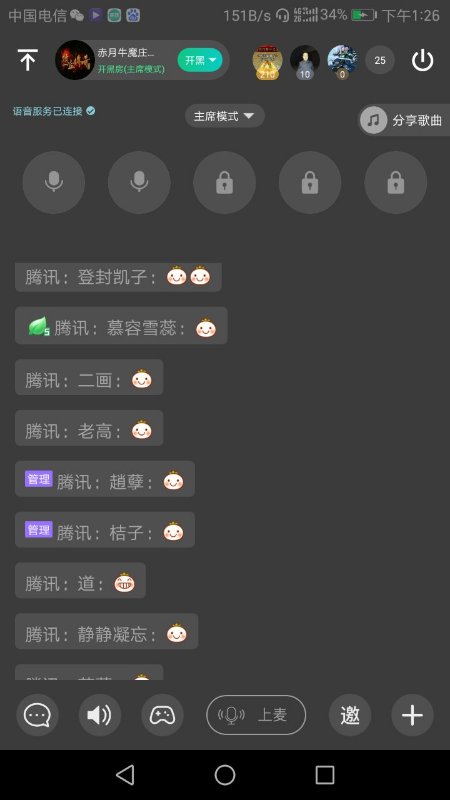 中国电信 151B/s 4G 2G 34% 下午1:26
赤月牛魔庄...
开黑房(主席模式)
开黑
210
10
0
25
语音服务已连接
主席模式
分享歌曲
腾讯：登封凯子：
腾讯：慕容雪蕊：
腾讯：二画：
腾讯：老高：
管理 腾讯：趙孽：
管理 腾讯：桔子：
腾讯：道：
腾讯：静静凝忘：
上麦
邀